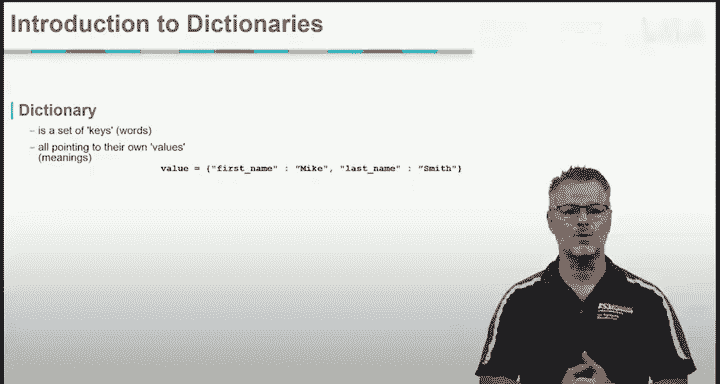 Introduction to Dictionaries
Dictionary
– is a set of 'keys' (words)
– all pointing to their own 'values'
(meanings)
value = {"first_name" : "Mike", "last_name" : "Smith"}